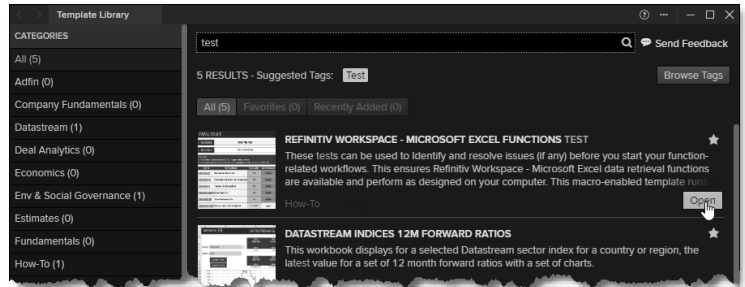 Template Library
CATEGORIES
All (5)
Adfin (0)
Company Fundamentals (0)
Datastream (1)
Deal Analytics (0)
Economics (0)
Env & Social Governance (1)
Estimates (0)
Fundamentals (0)
How-To (1)
test
Send Feedback
5 RESULTS - Suggested Tags: Test
Browse Tags
All (5) Favorites (0) Recently Added (0)
REFINITIV WORKSPACE - MICROSOFT EXCEL FUNCTIONS TEST
These tests can be used to Identify and resolve issues (if any) before you start your function-
related workflows. This ensures Refinitiv Workspace - Microsoft Excel data retrieval functions
are available and perform as designed on your computer. This macro-enabled template runs
How-To
Open
DATASTREAM INDICES 12M FORWARD RATIOS
This workbook displays for a selected Datastream sector index for a country or region, the
latest value for a set of 12 month forward ratios with a set of charts.